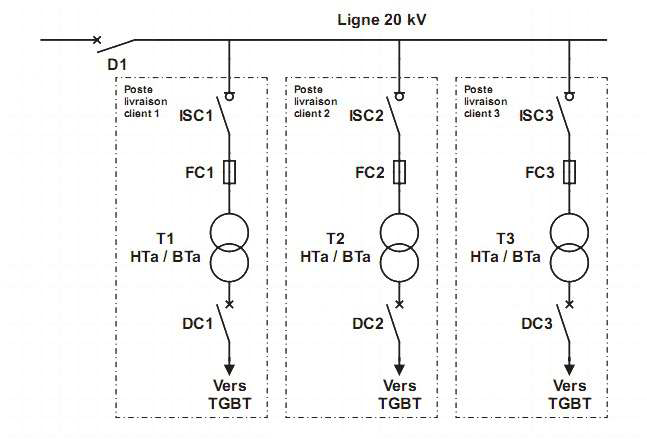 Ligne 20 kV
D1
Poste
livraison
client 1
ISC1
FC1
T1
HTa / BTa
DC1
Vers
TGBT
Poste
livraison
client 2
ISC2
FC2
T2
HTa / BTa
DC2
Vers
TGBT
Poste
livraison
client 3
ISC3
FC3
T3
HTa / BTa
DC3
Vers
TGBT